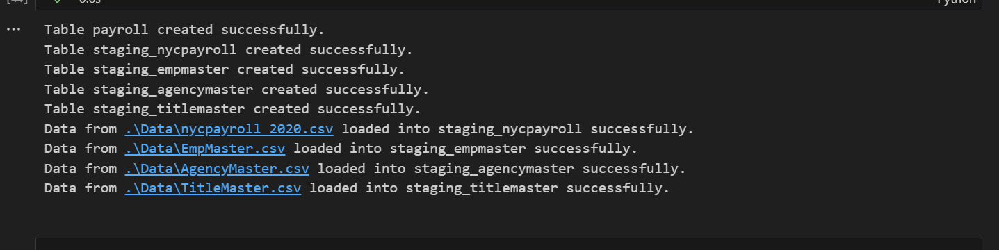 ...
Table payroll created successfully.
Table staging_nycpayroll created successfully.
Table staging_empmaster created successfully.
Table staging_agencymaster created successfully.
Table staging_titlemaster created successfully.
Data from .\Data\nycpayroll_2020.csv loaded into staging_nycpayroll successfully.
Data from .\Data\EmpMaster.csv loaded into staging_empmaster successfully.
Data from .\Data\AgencyMaster.csv loaded into staging_agencymaster successfully.
Data from .\Data\TitleMaster.csv loaded into staging_titlemaster successfully.